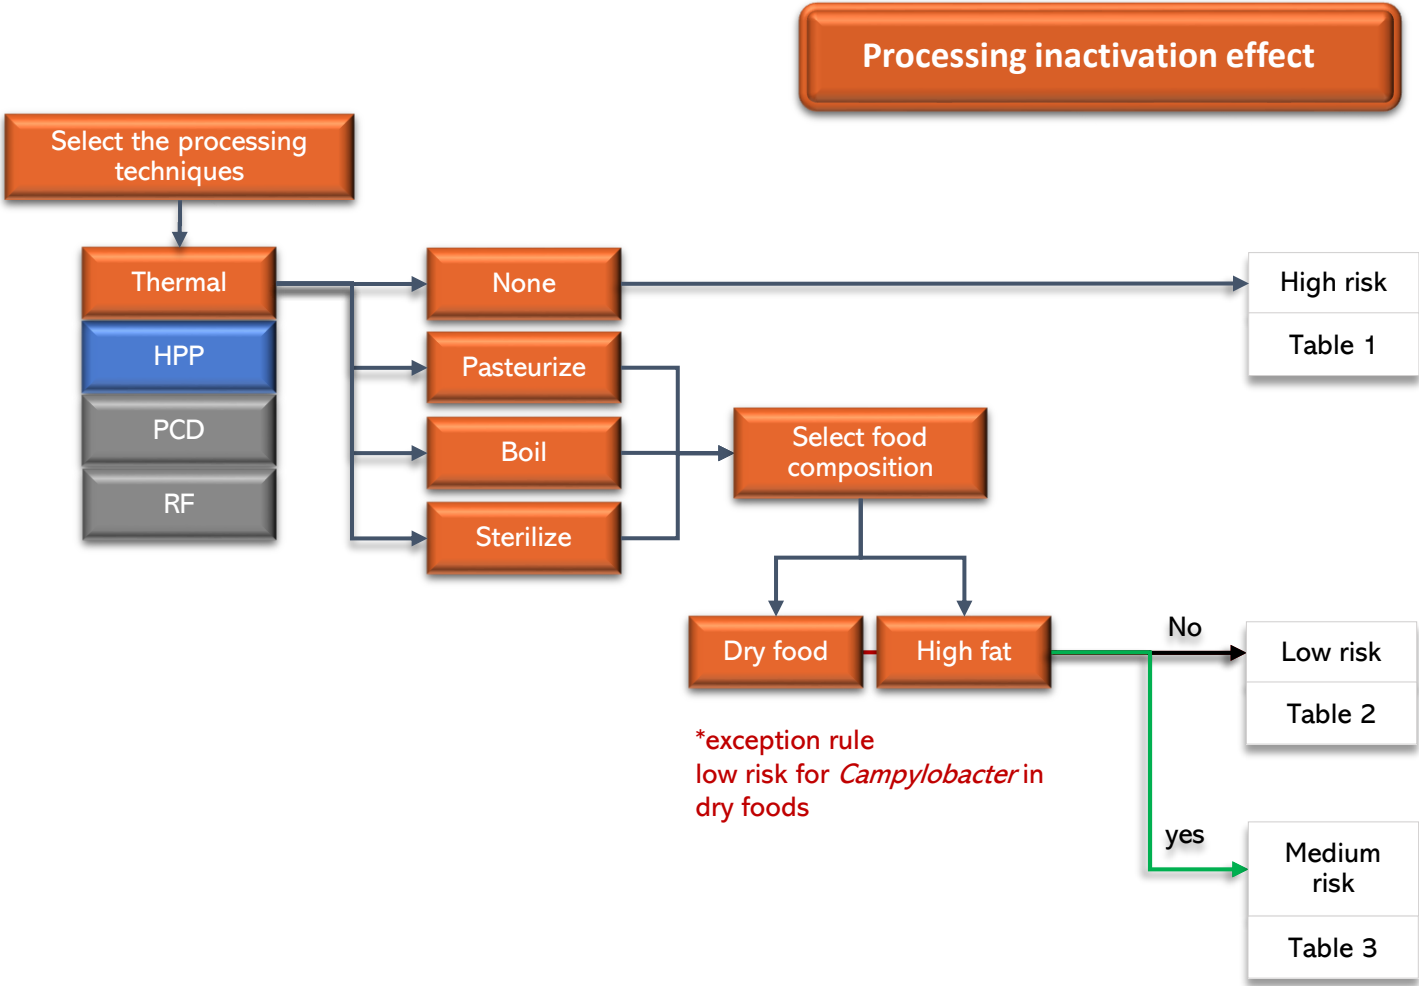 Processing inactivation effect
Select the processing
techniques
Thermal
None
High risk
Table 1
HPP
Pasteurize
PCD
Boil
Select food
composition
RF
Sterilize
Dry food
High fat
No
Low risk
Table 2
*exception rule
low risk for Campylobacter in
dry foods
yes
Medium
risk
Table 3